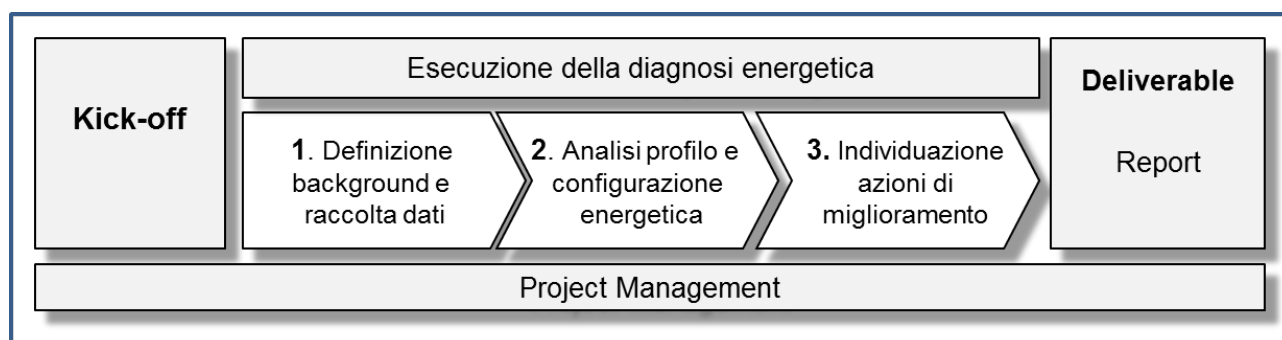 Kick-off
Esecuzione della diagnosi energetica
1. Definizione
background e
raccolta dati
2. Analisi profilo e
configurazione
energetica
3. Individuazione
azioni di
miglioramento
Deliverable
Report
Project Management